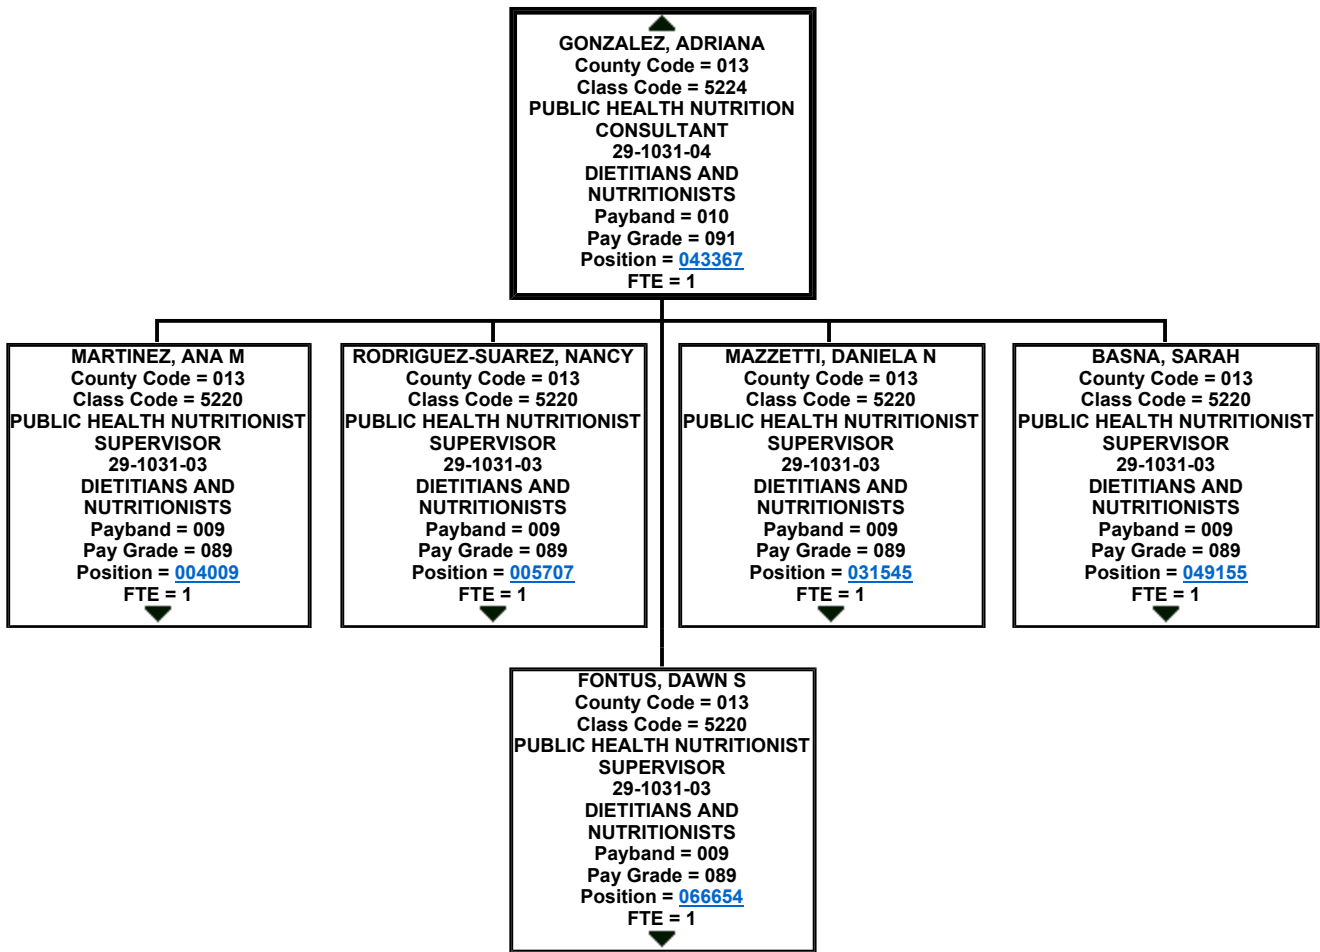 GONZALEZ, ADRIANA
County Code = 013
Class Code = 5224
PUBLIC HEALTH NUTRITION
CONSULTANT
29-1031-04
DIETITIANS AND
NUTRITIONISTS
Payband = 010
Pay Grade = 091
Position = 043367
FTE = 1
MARTINEZ, ANA M
County Code = 013
Class Code = 5220
PUBLIC HEALTH NUTRITIONIST
SUPERVISOR
29-1031-03
DIETITIANS AND
NUTRITIONISTS
Payband = 009
Pay Grade = 089
Position = 004009
FTE = 1
RODRIGUEZ-SUAREZ, NANCY
County Code = 013
Class Code = 5220
PUBLIC HEALTH NUTRITIONIST
SUPERVISOR
29-1031-03
DIETITIANS AND
NUTRITIONISTS
Payband = 009
Pay Grade = 089
Position = 005707
FTE = 1
MAZZETTI, DANIELA N
County Code = 013
Class Code = 5220
PUBLIC HEALTH NUTRITIONIST
SUPERVISOR
29-1031-03
DIETITIANS AND
NUTRITIONISTS
Payband = 009
Pay Grade = 089
Position = 031545
FTE = 1
BASNA, SARAH
County Code = 013
Class Code = 5220
PUBLIC HEALTH NUTRITIONIST
SUPERVISOR
29-1031-03
DIETITIANS AND
NUTRITIONISTS
Payband = 009
Pay Grade = 089
Position = 049155
FTE = 1
FONTUS, DAWN S
County Code = 013
Class Code = 5220
PUBLIC HEALTH NUTRITIONIST
SUPERVISOR
29-1031-03
DIETITIANS AND
NUTRITIONISTS
Payband = 009
Pay Grade = 089
Position = 066654
FTE = 1